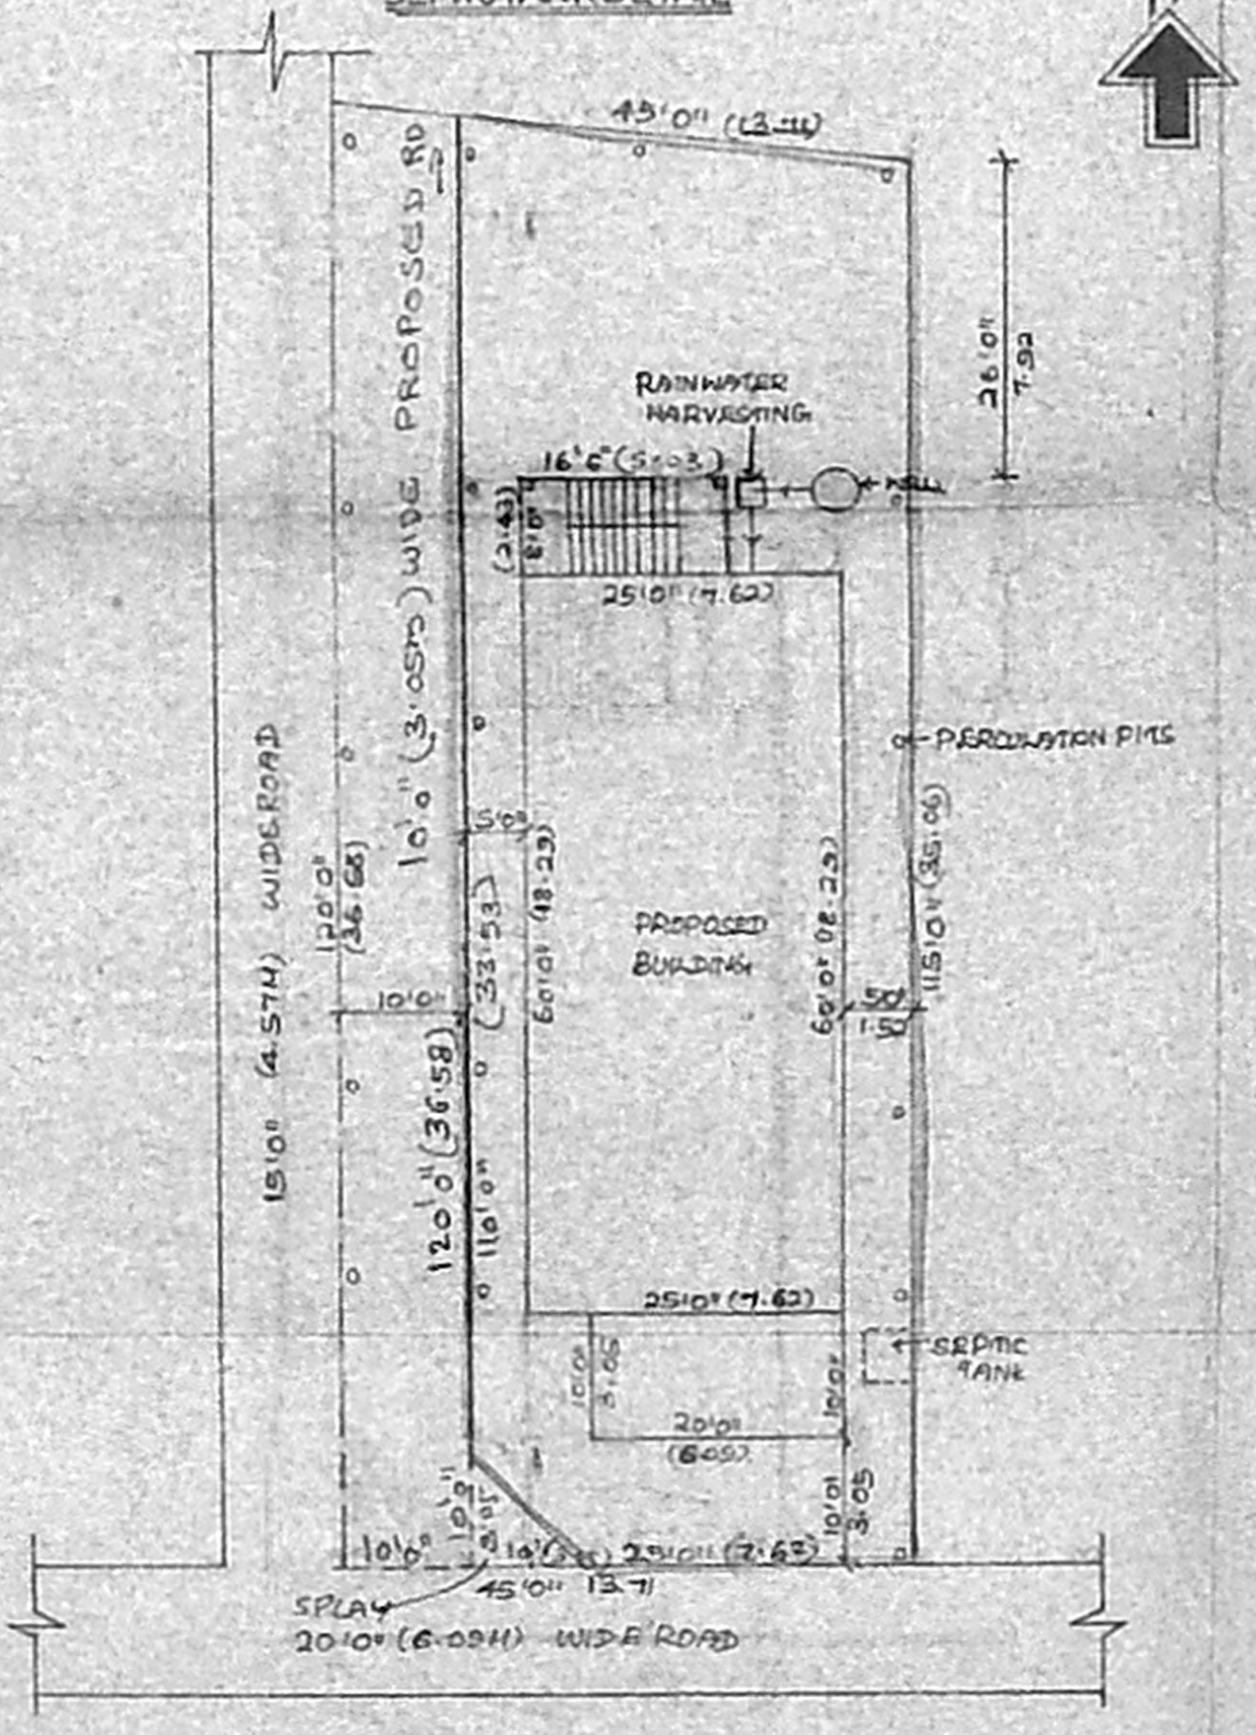 45'0" (13.71)
10'0" (3.05m) WIDE PROPOSED RD
26'0"
7.92
RAINWATER
HARVESTING
16'6" (5.03)
(2.43)
8'0"
25'0" (7.62)
PERCOLATION PITS
15'0" (4.57M) WIDE ROAD
120'0"
(36.58)
5'0"
(33.53)
110'0"
60'0" (18.29)
PROPOSED
BUILDING
60'0" (18.29)
115'0" (35.06)
10'0"
5'0"
1.50
120'0" (36.58)
25'0" (7.62)
SEPTIC
TANK
10'0"
3.05
10'0"
20'0"
(6.09)
10'0"
3.05
10'0"
3.05
10'0"
25'0" (7.62)
45'0" 13.71
SPLAY
20'0" (6.09M) WIDE ROAD